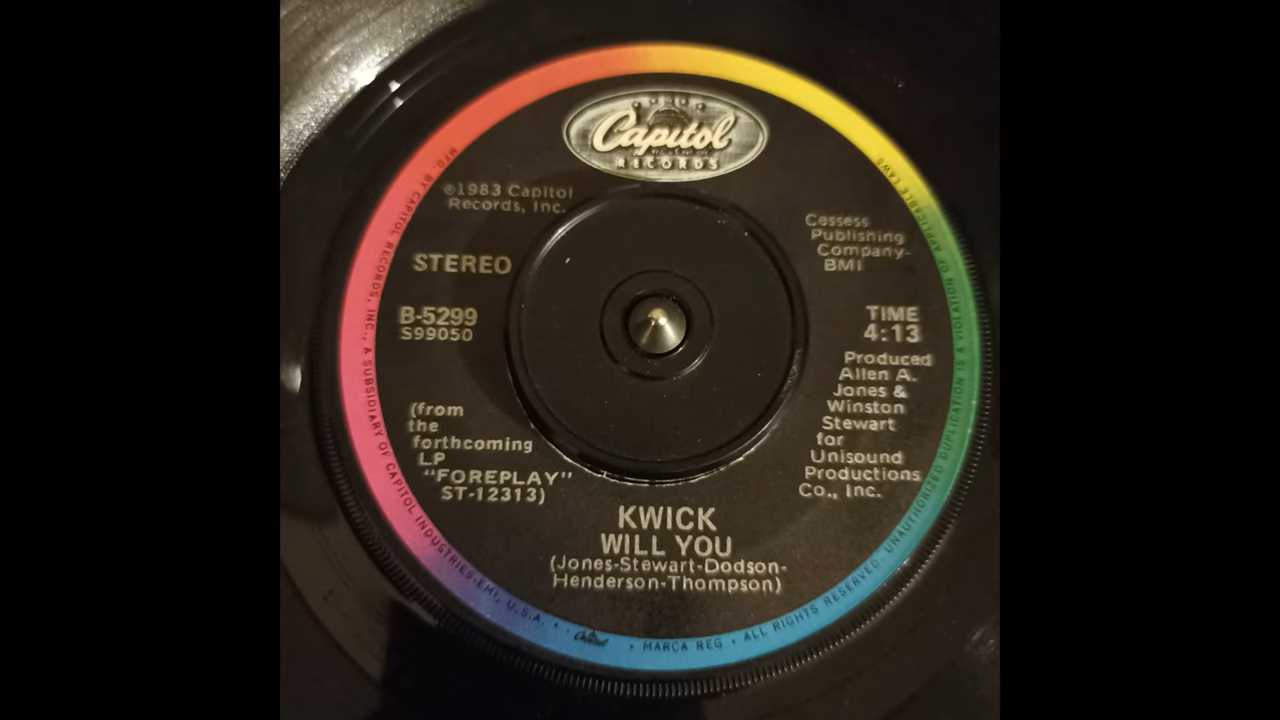 Capitol
RECORDS
℗1983 Capitol
Records, Inc.
STEREO
B-5299
S99050
(from
the
forthcoming
LP
"FOREPLAY"
ST-12313)
Cessess
Publishing
Company-
BMI
TIME
4:13
Produced
Allen A.
Jones &
Winston
Stewart
for
Unisound
Productions
Co., Inc.
KWICK
WILL YOU
(Jones-Stewart-Dodson-
Henderson-Thompson)
MFD. BY CAPITOL RECORDS, INC., A SUBSIDIARY OF CAPITOL INDUSTRIES-EMI, U.S.A. • • Capitol • MARCA REG • ALL RIGHTS RESERVED. UNAUTHORIZED DUPLICATION IS A VIOLATION OF APPLICABLE LAWS